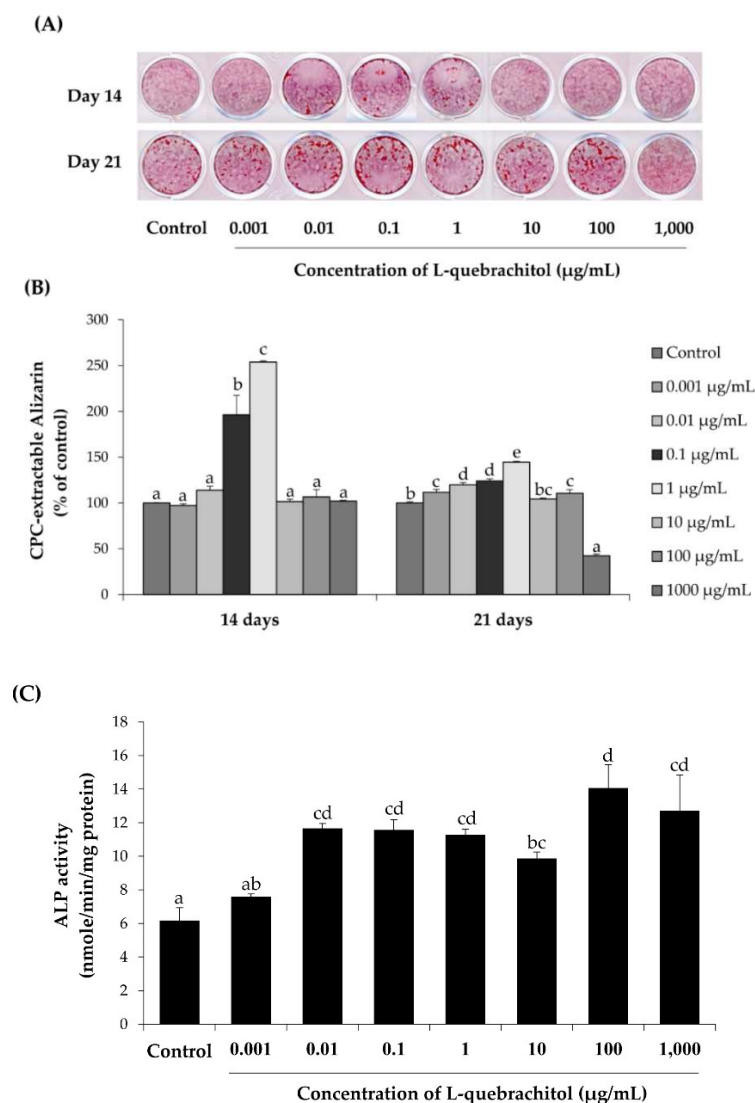 (A)
Day 14
Day 21
Control 0.001 0.01 0.1 1 10 100 1,000
Concentration of L-quebrachitol (µg/mL)
(B)
CPC-extractable Alizarin
(% of control)
300
250
200
150
100
50
0
a a a b c a a a
b c d d e bc c a
14 days 21 days
Control
0.001 µg/mL
0.01 µg/mL
0.1 µg/mL
1 µg/mL
10 µg/mL
100 µg/mL
1000 µg/mL
(C)
ALP activity
(nmole/min/mg protein)
18
16
14
12
10
8
6
4
2
0
a ab cd cd cd bc d cd
Control 0.001 0.01 0.1 1 10 100 1,000
Concentration of L-quebrachitol (µg/mL)